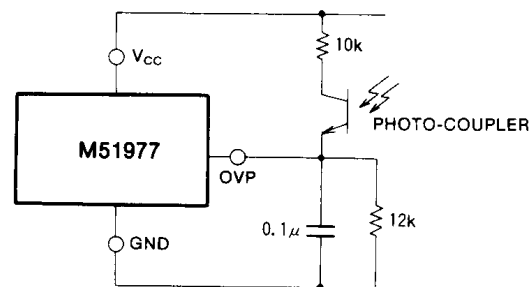 10k
VCC
PHOTO-COUPLER
M51977
OVP
GND
0.1μ
12k